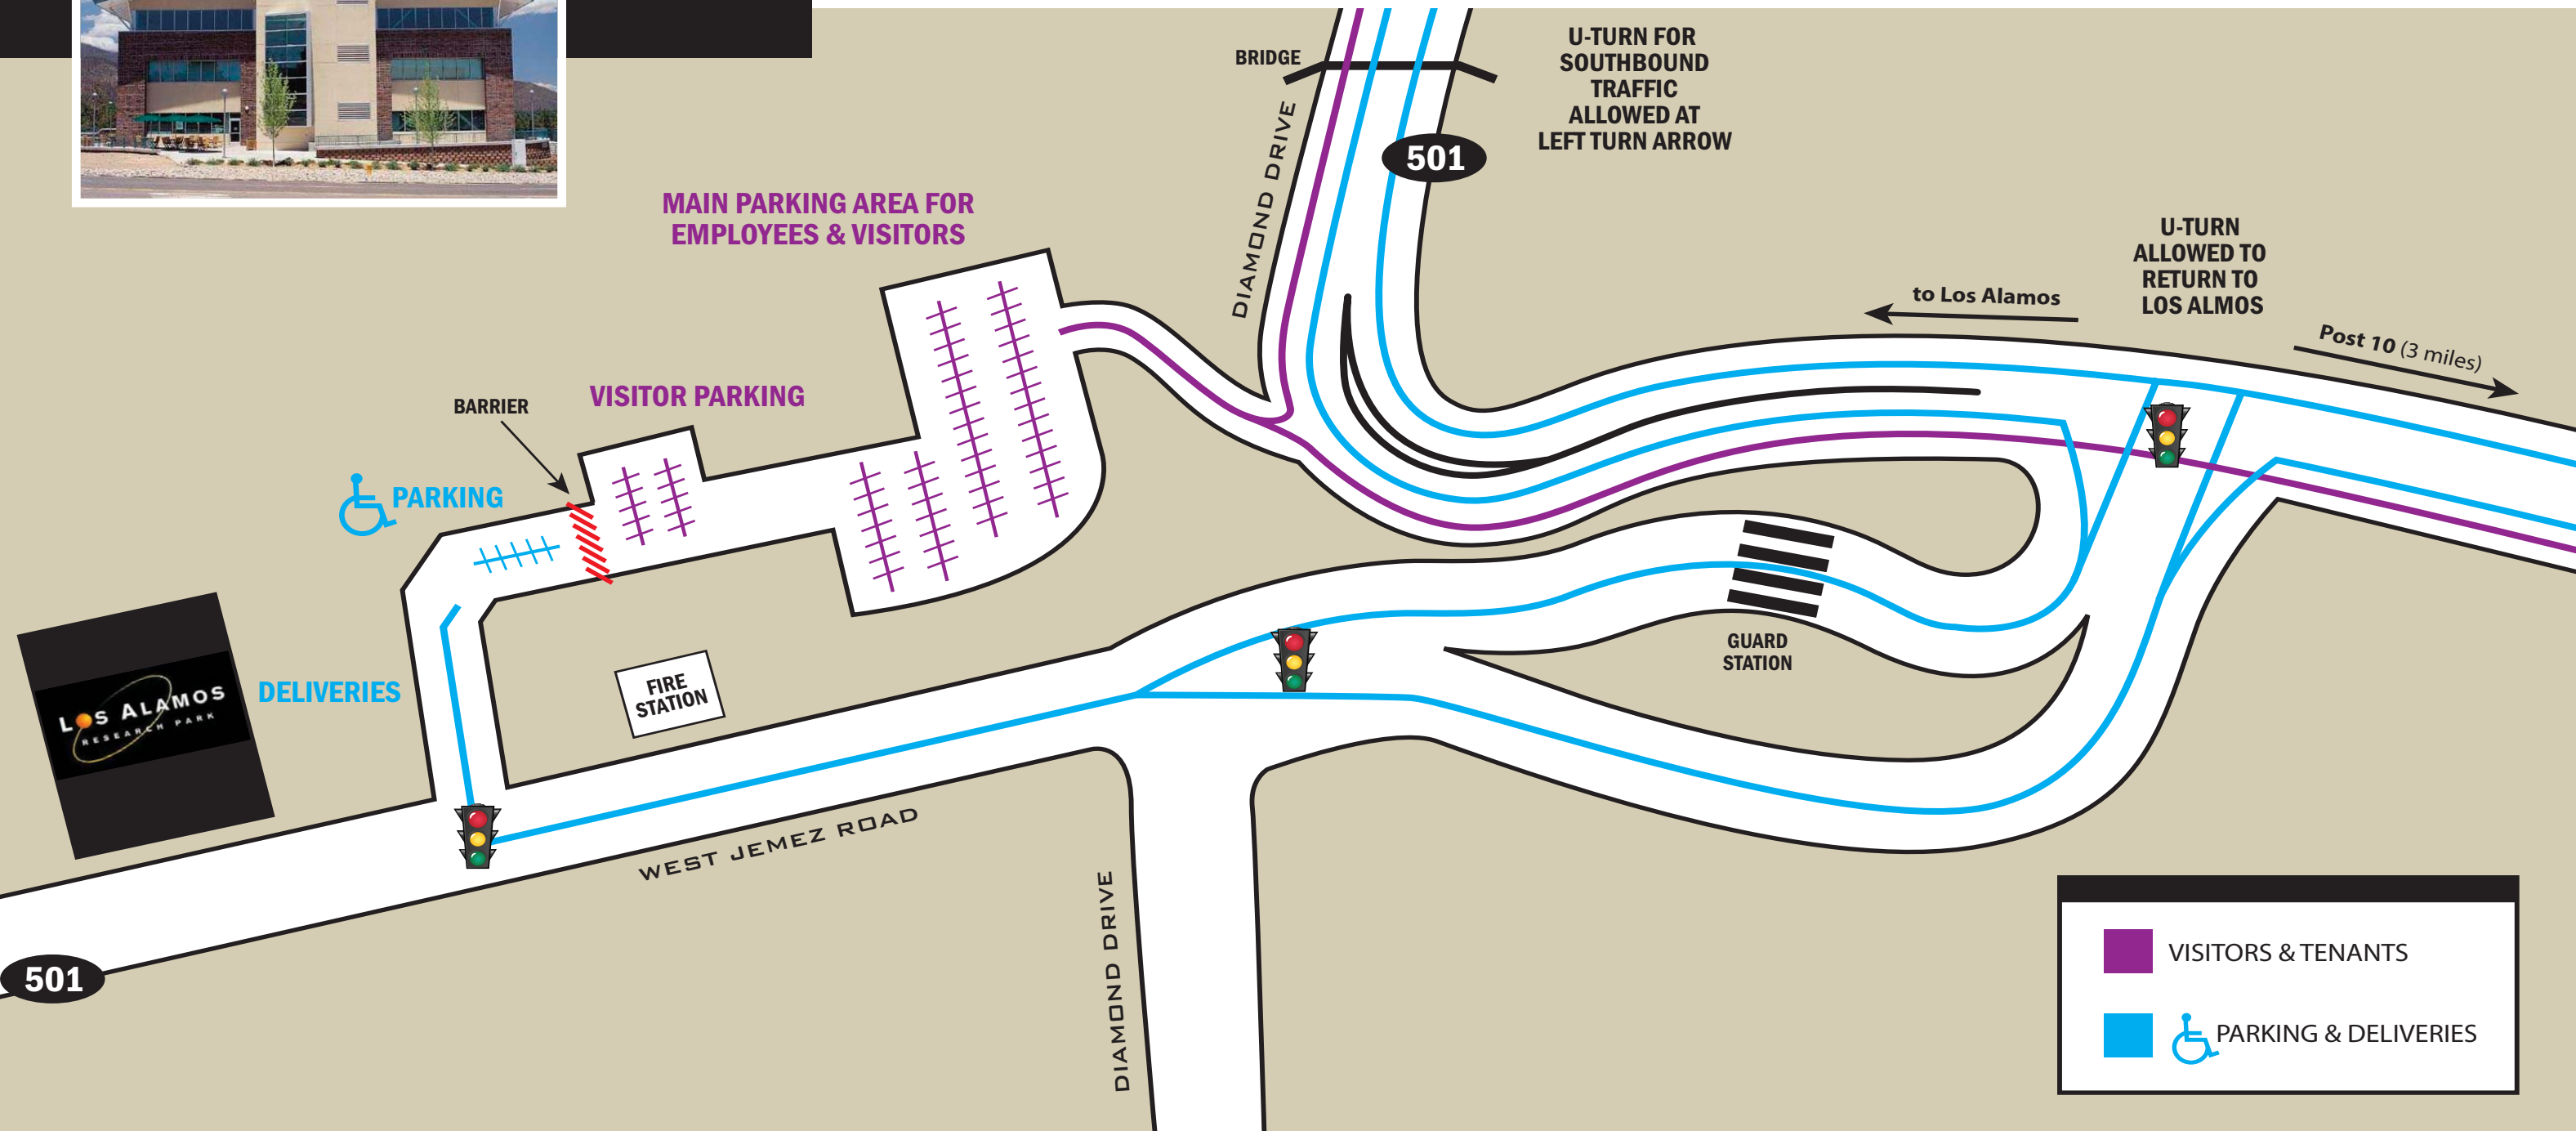 BRIDGE
U-TURN FOR
SOUTHBOUND
TRAFFIC
ALLOWED AT
LEFT TURN ARROW
DIAMOND DRIVE
501
MAIN PARKING AREA FOR
EMPLOYEES & VISITORS
U-TURN
ALLOWED TO
RETURN TO
LOS ALMOS
to Los Alamos
Post 10 (3 miles)
BARRIER
VISITOR PARKING
PARKING
DELIVERIES
LOS ALAMOS
RESEARCH PARK
FIRE
STATION
GUARD
STATION
WEST JEMEZ ROAD
DIAMOND DRIVE
501
VISITORS & TENANTS
PARKING & DELIVERIES